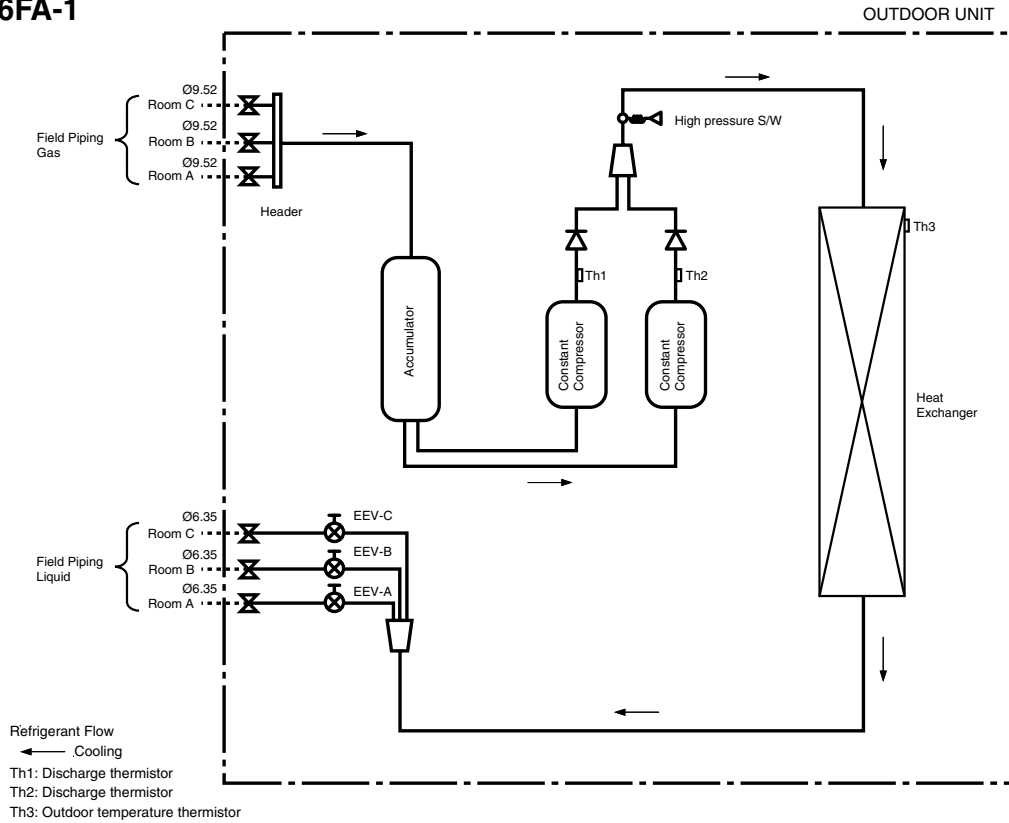 6FA-1
OUTDOOR UNIT
Ø9.52
Room C
Ø9.52
Room B
Ø9.52
Room A
Field Piping
Gas
Header
High pressure S/W
Th1
Th2
Th3
Accumulator
Constant
Compressor
Constant
Compressor
Heat
Exchanger
Ø6.35
Room C
EEV-C
Ø6.35
Room B
EEV-B
Ø6.35
Room A
EEV-A
Field Piping
Liquid
Refrigerant Flow
Cooling
Th1: Discharge thermistor
Th2: Discharge thermistor
Th3: Outdoor temperature thermistor